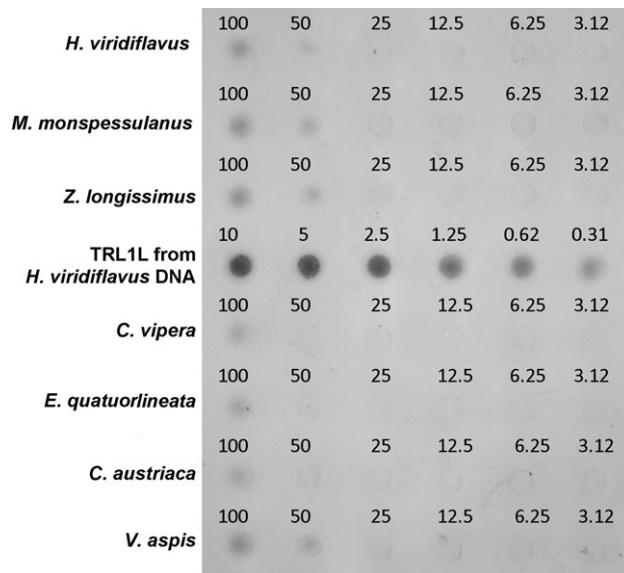 100 50 25 12.5 6.25 3.12
H. viridiflavus
100 50 25 12.5 6.25 3.12
M. monspessulanus
100 50 25 12.5 6.25 3.12
Z. longissimus
10 5 2.5 1.25 0.62 0.31
TRL1L from
H. viridiflavus DNA
100 50 25 12.5 6.25 3.12
C. vipera
100 50 25 12.5 6.25 3.12
E. quatuorlineata
100 50 25 12.5 6.25 3.12
C. austriaca
100 50 25 12.5 6.25 3.12
V. aspis